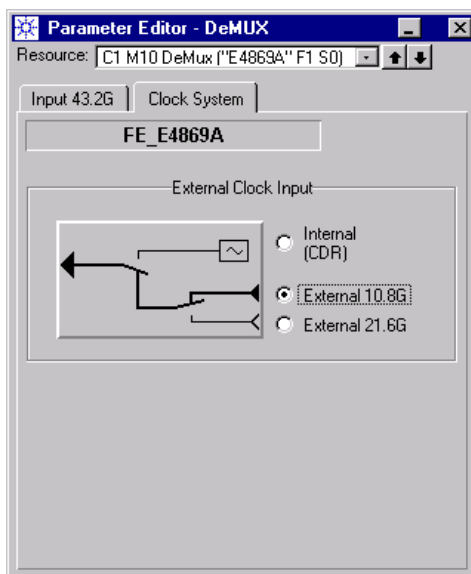 Parameter Editor - DeMUX
Resource: C1 M10 DeMux ("E4869A" F1 S0)
Input 43.2G Clock System
FE_E4869A
External Clock Input
Internal
(CDR)
External 10.8G
External 21.6G